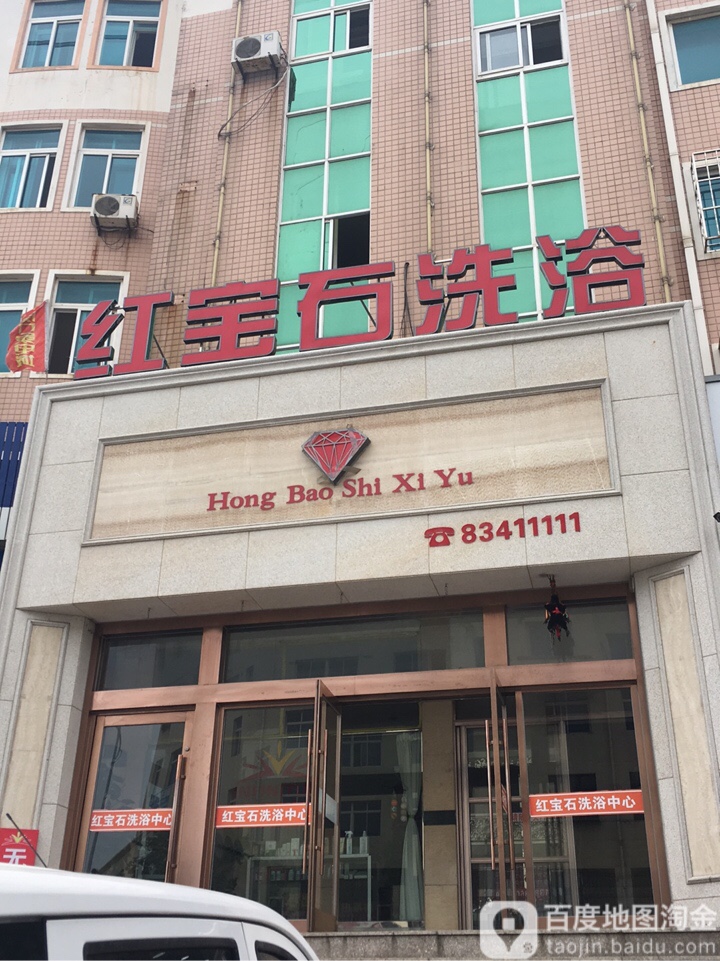 红宝石洗浴
Hong Bao Shi Xi Yu
☎83411111
红宝石洗浴中心
红宝石洗浴中心
红宝石洗浴中心
无
百度地图淘金
taojin.baidu.com